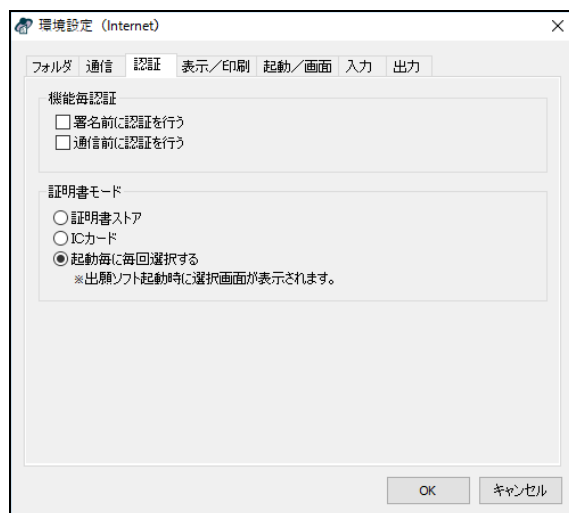 環境設定（Internet）
フォルダ 通信 認証 表示／印刷 起動／画面 入力 出力
機能毎認証
署名前に認証を行う
通信前に認証を行う
証明書モード
証明書ストア
ICカード
起動毎に毎回選択する
※出願ソフト起動時に選択画面が表示されます。
OK キャンセル